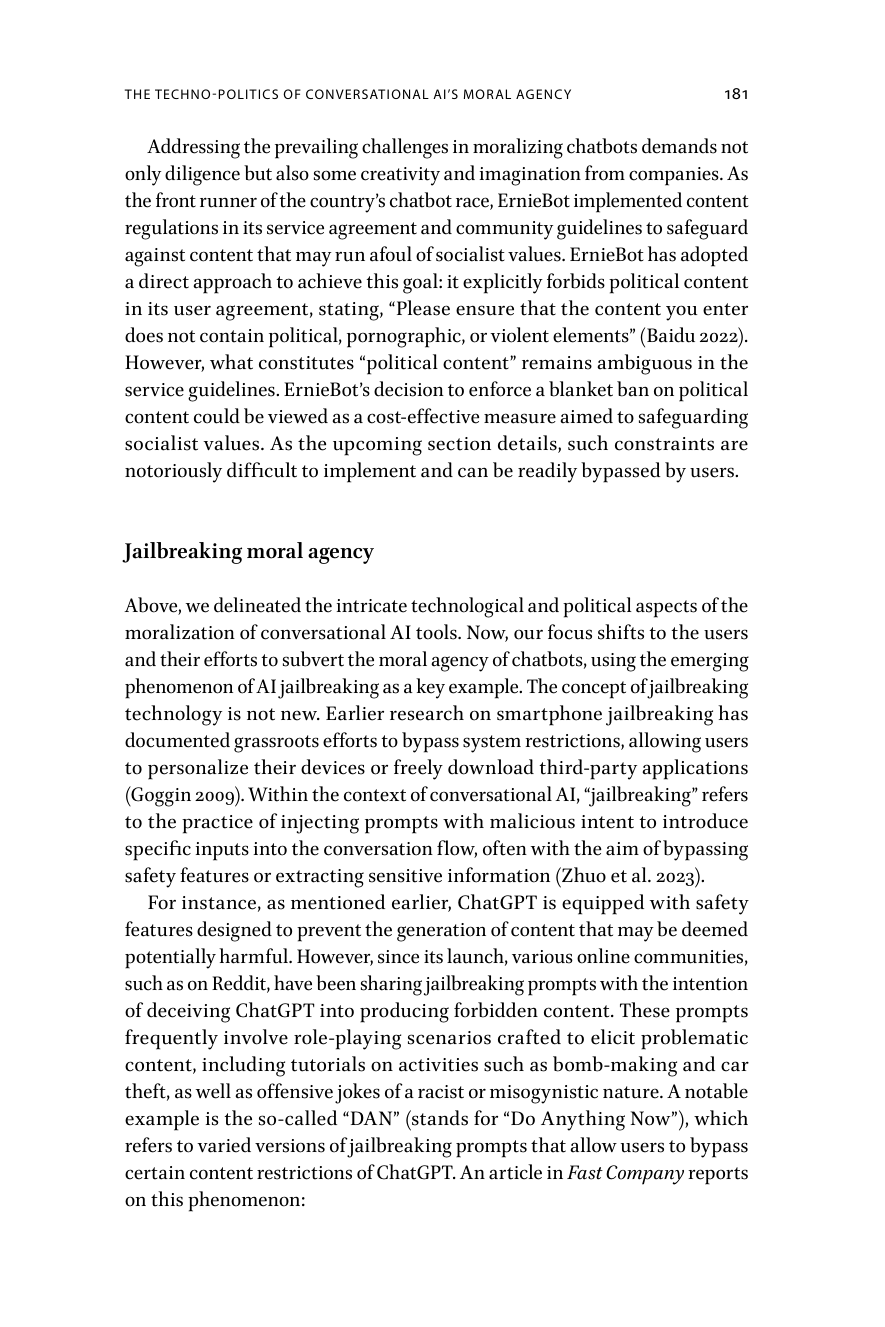 THE TECHNO-POLITICS OF CONVERSATIONAL AI’S MORAL AGENCY 181
Addressing the prevailing challenges in moralizing chatbots demands not
only diligence but also some creativity and imagination from companies. As
the front runner of the country’s chatbot race, ErnieBot implemented content
regulations in its service agreement and community guidelines to safeguard
against content that may run afoul of socialist values. ErnieBot has adopted
a direct approach to achieve this goal: it explicitly forbids political content
in its user agreement, stating, “Please ensure that the content you enter
does not contain political, pornographic, or violent elements” (Baidu 2022).
However, what constitutes “political content” remains ambiguous in the
service guidelines. ErnieBot’s decision to enforce a blanket ban on political
content could be viewed as a cost-effective measure aimed to safeguarding
socialist values. As the upcoming section details, such constraints are
notoriously difficult to implement and can be readily bypassed by users.
Jailbreaking moral agency
Above, we delineated the intricate technological and political aspects of the
moralization of conversational AI tools. Now, our focus shifts to the users
and their efforts to subvert the moral agency of chatbots, using the emerging
phenomenon of AI jailbreaking as a key example. The concept of jailbreaking
technology is not new. Earlier research on smartphone jailbreaking has
documented grassroots efforts to bypass system restrictions, allowing users
to personalize their devices or freely download third-party applications
(Goggin 2009). Within the context of conversational AI, “jailbreaking” refers
to the practice of injecting prompts with malicious intent to introduce
specific inputs into the conversation flow, often with the aim of bypassing
safety features or extracting sensitive information (Zhuo et al. 2023).
For instance, as mentioned earlier, ChatGPT is equipped with safety
features designed to prevent the generation of content that may be deemed
potentially harmful. However, since its launch, various online communities,
such as on Reddit, have been sharing jailbreaking prompts with the intention
of deceiving ChatGPT into producing forbidden content. These prompts
frequently involve role-playing scenarios crafted to elicit problematic
content, including tutorials on activities such as bomb-making and car
theft, as well as offensive jokes of a racist or misogynistic nature. A notable
example is the so-called “DAN” (stands for “Do Anything Now”), which
refers to varied versions of jailbreaking prompts that allow users to bypass
certain content restrictions of ChatGPT. An article in Fast Company reports
on this phenomenon: